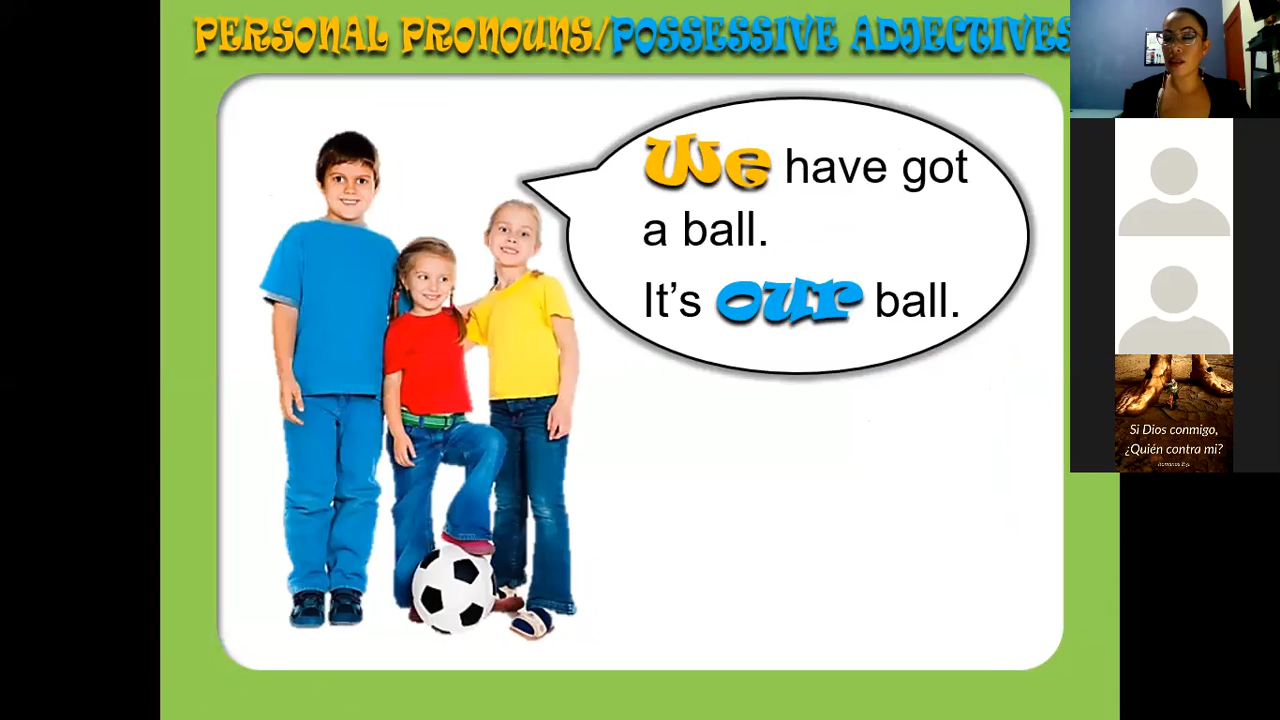 PERSONAL PRONOUNS/POSSESSIVE ADJECTIVES
We have got
a ball.
It's our ball.
Si Dios conmigo,
¿Quién contra mi?